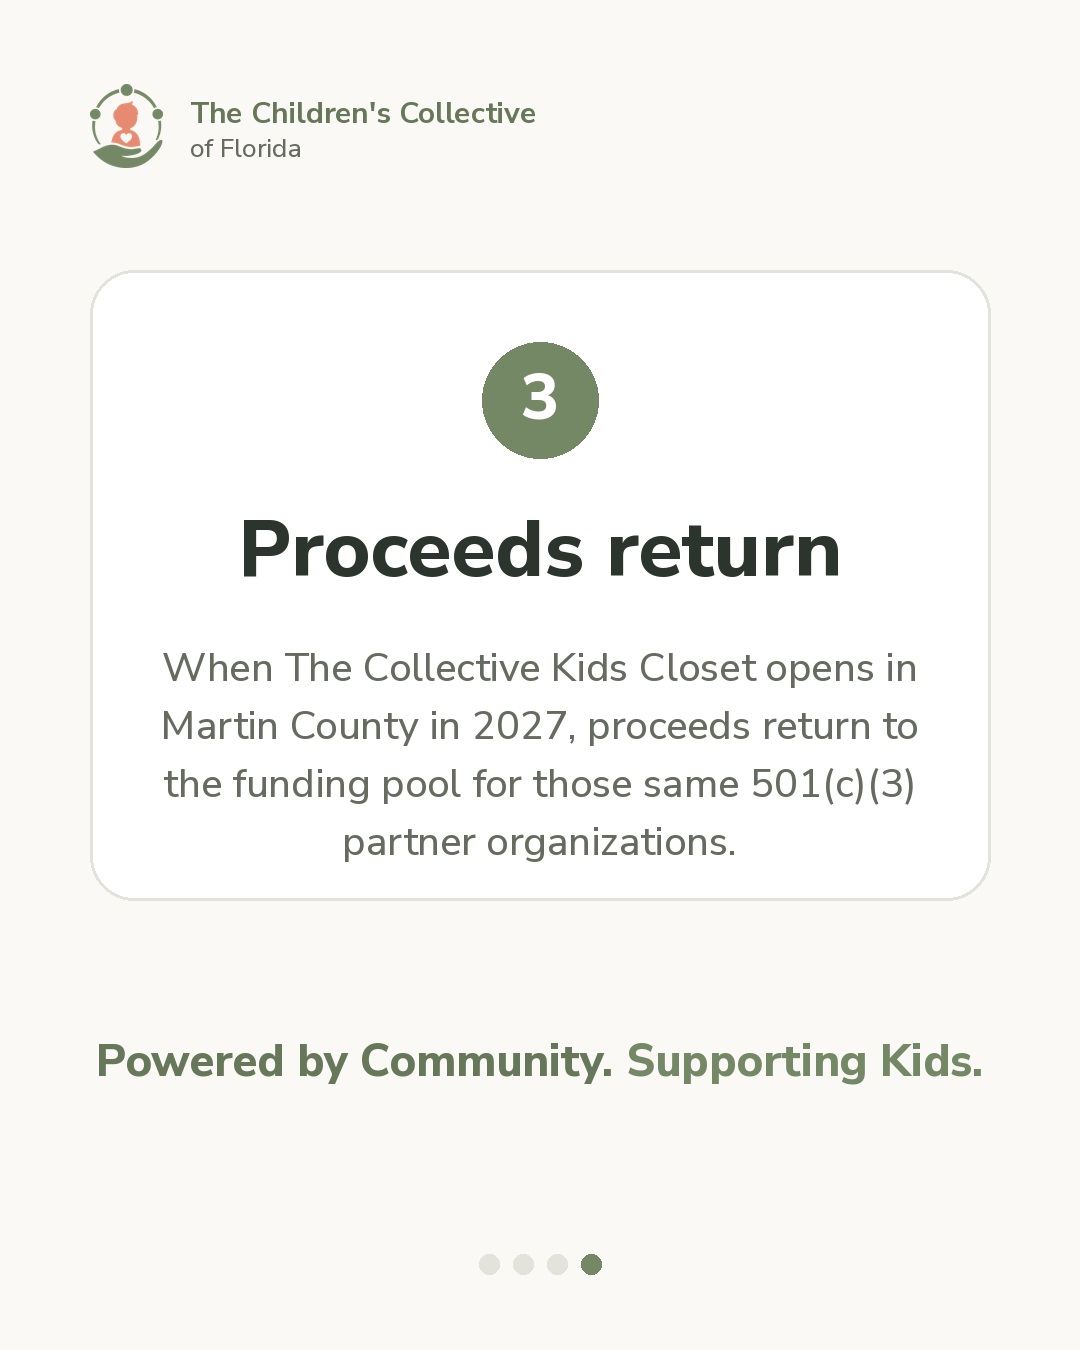 The Children's Collective
of Florida
3
Proceeds return
When The Collective Kids Closet opens in
Martin County in 2027, proceeds return to
the funding pool for those same 501(c)(3)
partner organizations.
Powered by Community. Supporting Kids.